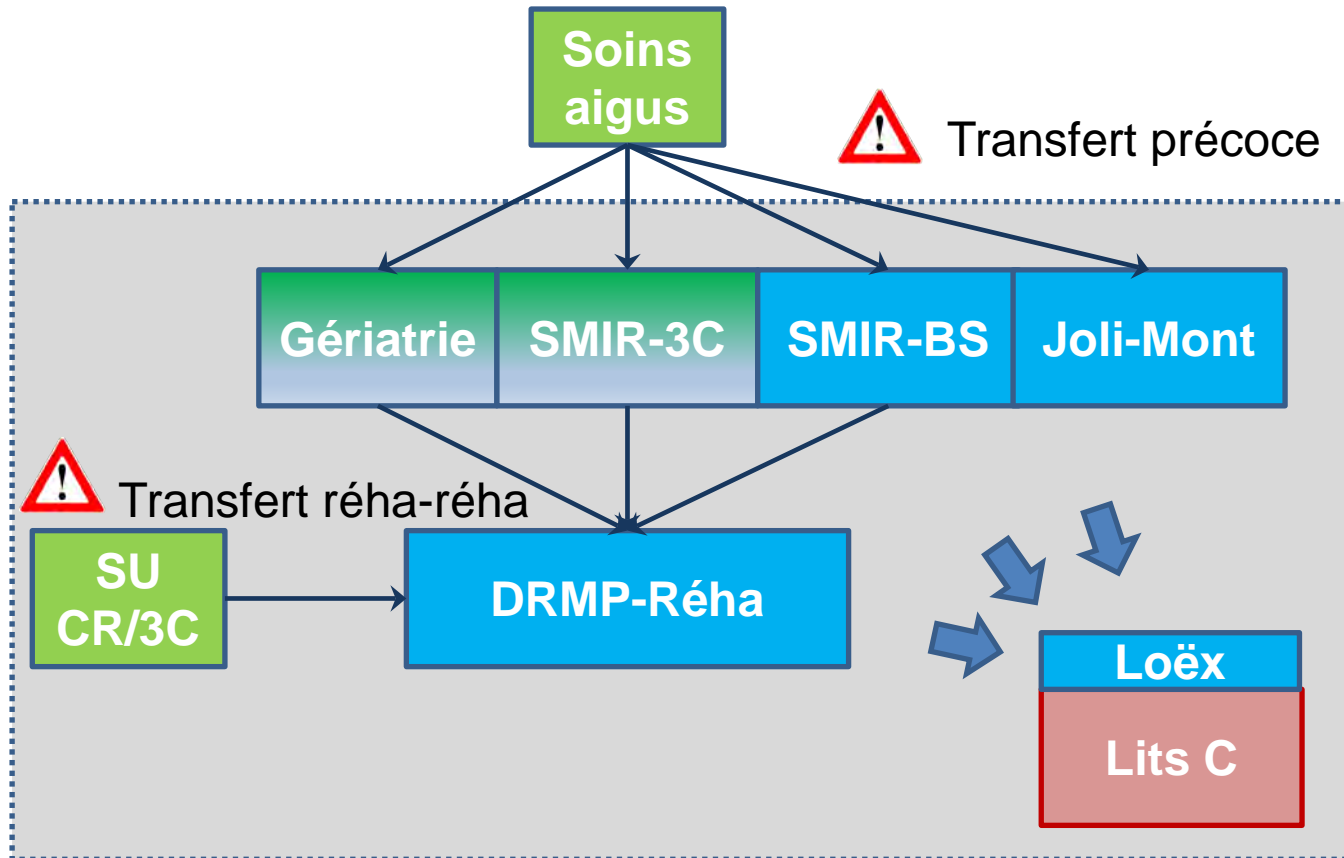 Soins
aigus
Transfert précoce
Gériatrie
SMIR-3C
SMIR-BS
Joli-Mont
Transfert réha-réha
SU
CR/3C
DRMP-Réha
Loëx
Lits C